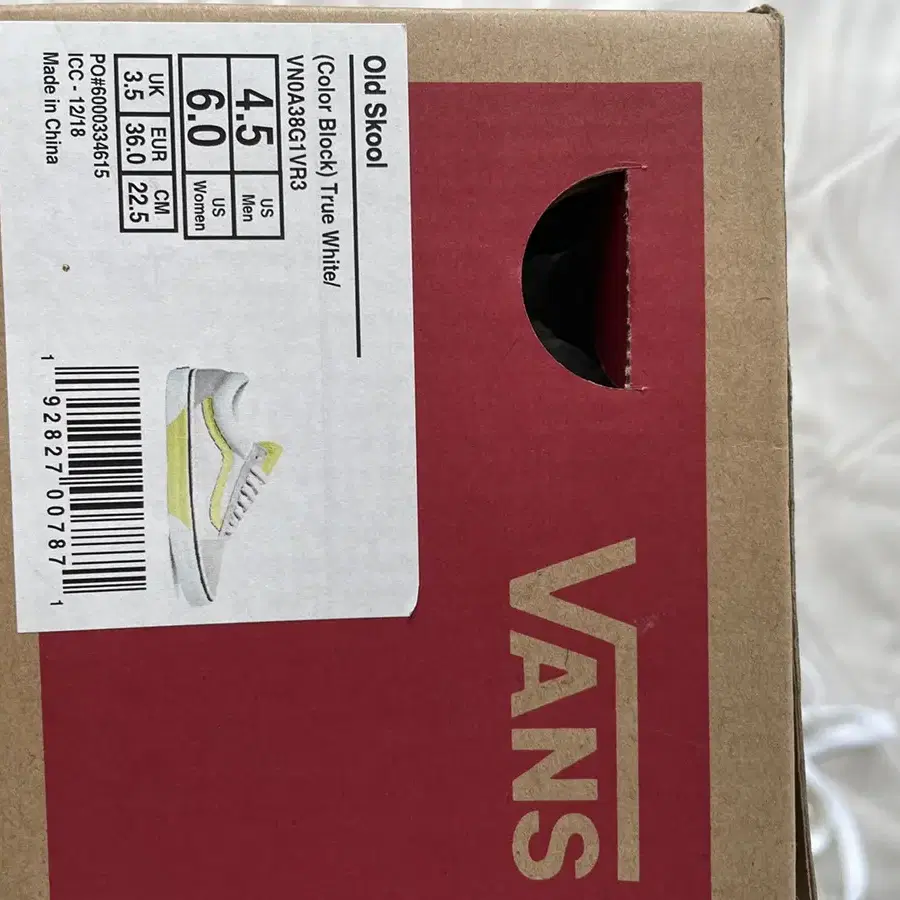 Old Skool
(Color Block) True White/
VN0A38G1VR3
4.5 US Men
6.0 US Women
UK EUR CM
3.5 36.0 22.5
PO#6000334615
ICC - 12/18
Made in China
1 92827 00787 1
VANS